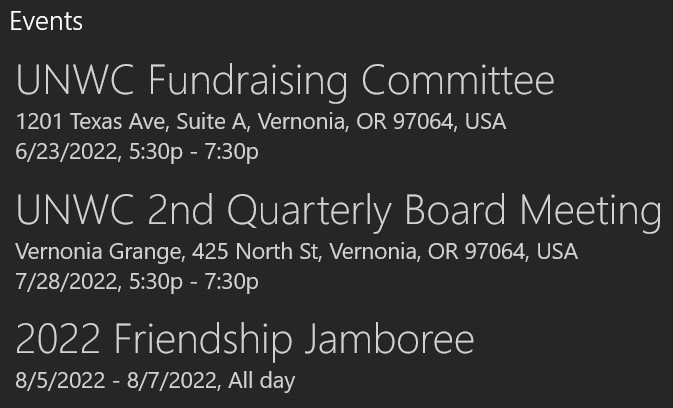 Events
UNWC Fundraising Committee
1201 Texas Ave, Suite A, Vernonia, OR 97064, USA
6/23/2022, 5:30p - 7:30p
UNWC 2nd Quarterly Board Meeting
Vernonia Grange, 425 North St, Vernonia, OR 97064, USA
7/28/2022, 5:30p - 7:30p
2022 Friendship Jamboree
8/5/2022 - 8/7/2022, All day